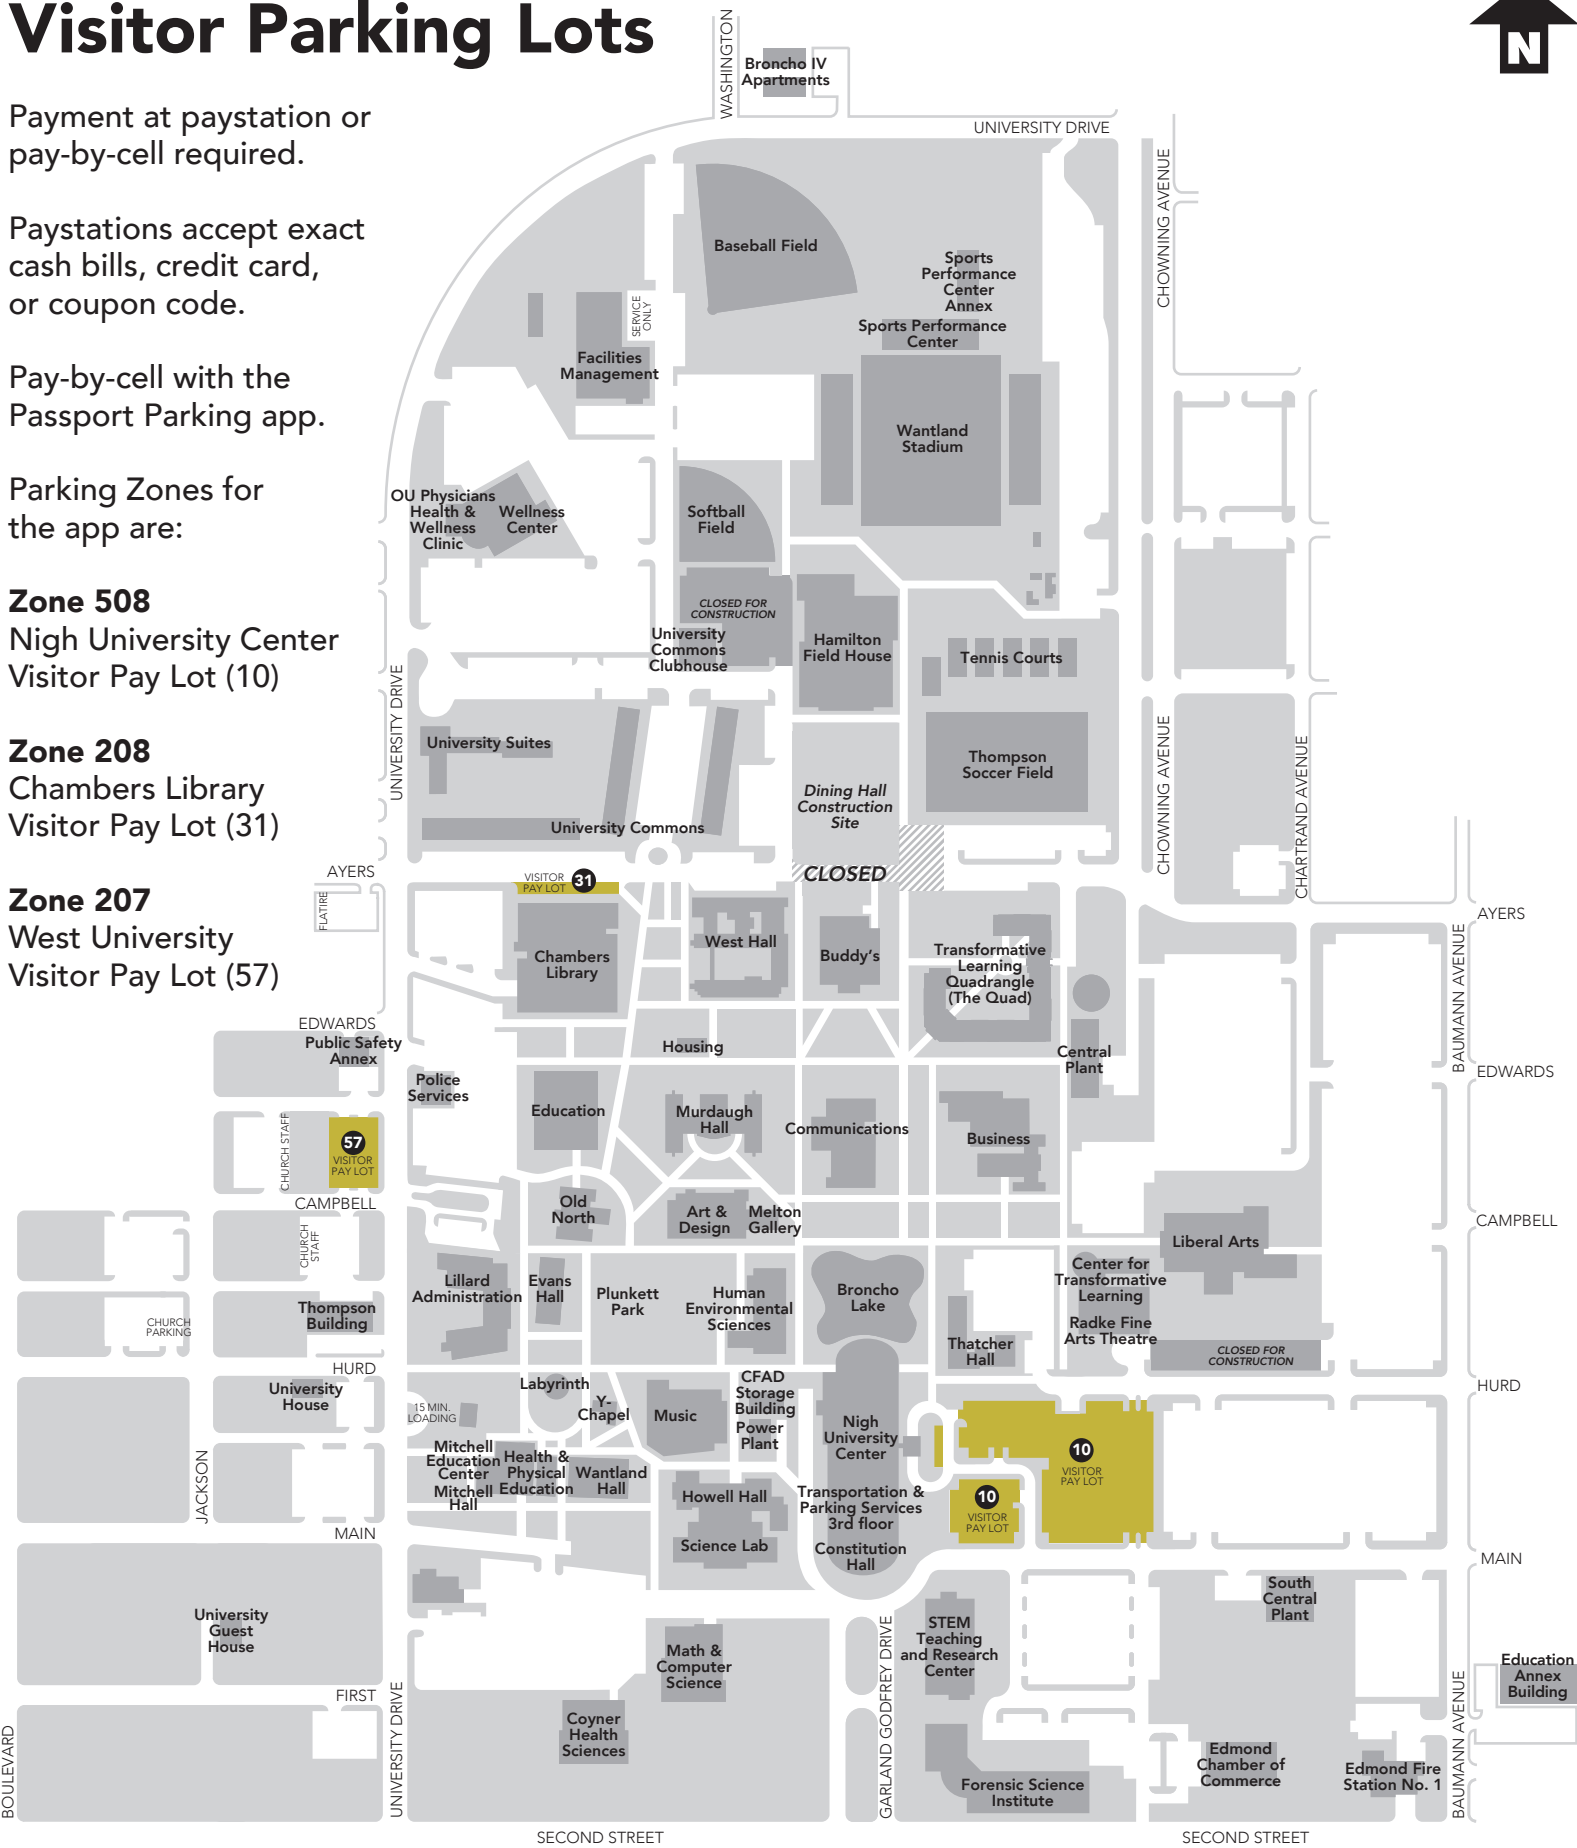 Visitor Parking Lots
N
Payment at paystation or
pay-by-cell required.
Paystations accept exact
cash bills, credit card,
or coupon code.
Pay-by-cell with the
Passport Parking app.
Parking Zones for
the app are:
Zone 508
Nigh University Center
Visitor Pay Lot (10)
Zone 208
Chambers Library
Visitor Pay Lot (31)
Zone 207
West University
Visitor Pay Lot (57)
WASHINGTON
Broncho IV
Apartments
UNIVERSITY DRIVE
CHOWNING AVENUE
Baseball Field
Sports
Performance
Center
Annex
Sports Performance
Center
SERVICE
ONLY
Facilities
Management
Wantland
Stadium
OU Physicians
Health &
Wellness
Clinic
Wellness
Center
Softball
Field
CLOSED FOR
CONSTRUCTION
University
Commons
Clubhouse
Hamilton
Field House
Tennis Courts
UNIVERSITY DRIVE
University Suites
Thompson
Soccer Field
CHOWNING AVENUE
CHARTRAND AVENUE
Dining Hall
Construction
Site
University Commons
CLOSED
AYERS
FLATIRE
VISITOR
PAY LOT
31
Chambers
Library
West Hall
Buddy's
Transformative
Learning
Quadrangle
(The Quad)
AYERS
BAUMANN AVENUE
EDWARDS
Public Safety
Annex
Housing
Central
Plant
EDWARDS
Police
Services
Education
Murdaugh
Hall
Communications
Business
CHURCH STAFF
57
VISITOR
PAY LOT
CAMPBELL
Old
North
Art &
Design
Melton
Gallery
CAMPBELL
CHURCH
STAFF
Liberal Arts
Lillard
Administration
Evans
Hall
Plunkett
Park
Human
Environmental
Sciences
Broncho
Lake
Center for
Transformative
Learning
Radke Fine
Arts Theatre
CHURCH
PARKING
Thompson
Building
Thatcher
Hall
CLOSED FOR
CONSTRUCTION
HURD
HURD
University
House
15 MIN.
LOADING
Labyrinth
Y-
Chapel
Music
CFAD
Storage
Building
Power
Plant
Nigh
University
Center
10
VISITOR
PAY LOT
JACKSON
Mitchell
Education
Center
Mitchell
Hall
Health &
Physical
Education
Wantland
Hall
Howell Hall
Transportation &
Parking Services
3rd floor
10
VISITOR
PAY LOT
MAIN
Science Lab
Constitution
Hall
MAIN
University
Guest
House
South
Central
Plant
STEM
Teaching
and Research
Center
Math &
Computer
Science
GARLAND GODFREY DRIVE
Education
Annex
Building
FIRST
UNIVERSITY DRIVE
BOULEVARD
Coyner
Health
Sciences
Forensic Science
Institute
Edmond
Chamber of
Commerce
Edmond Fire
Station No. 1
BAUMANN AVENUE
SECOND STREET
SECOND STREET